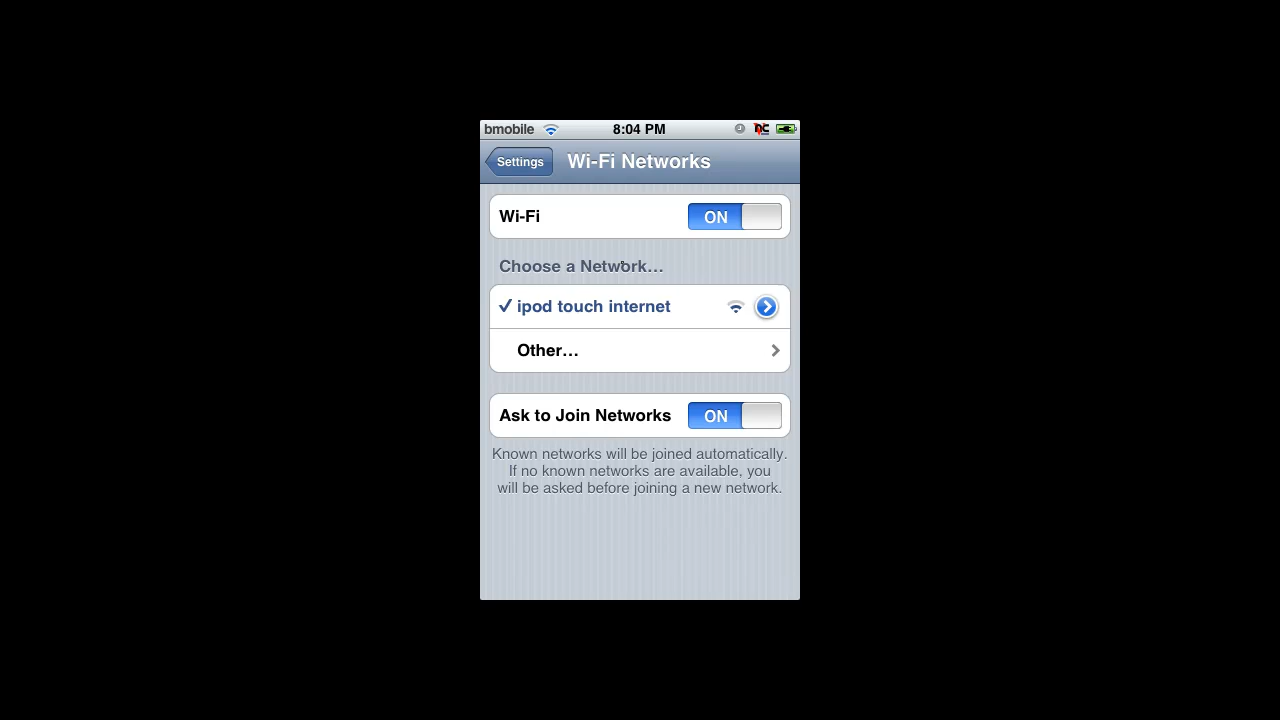 bmobile 8:04 PM
Settings Wi-Fi Networks
Wi-Fi ON
Choose a Network...
ipod touch internet
Other...
Ask to Join Networks ON
Known networks will be joined automatically.
If no known networks are available, you
will be asked before joining a new network.